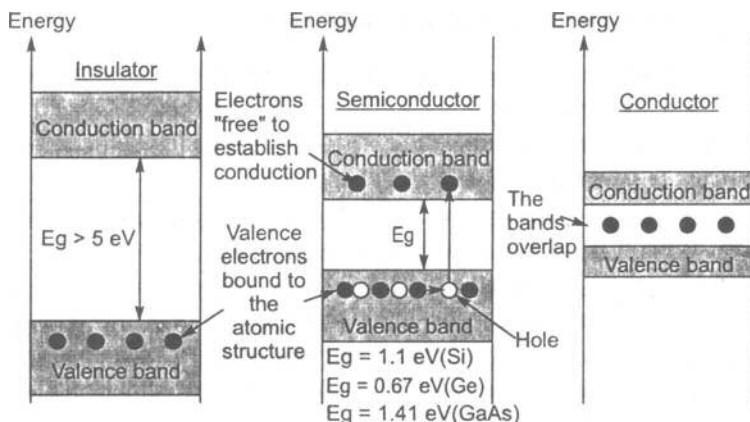 Energy
Insulator
Conduction band
Eg > 5 eV
Valence band
Electrons
"free" to
establish
conduction
Valence
electrons
bound to
the
atomic
structure
Energy
Semiconductor
Conduction band
Eg
Valence band
Hole
Eg = 1.1 eV(Si)
Eg = 0.67 eV(Ge)
Eg = 1.41 eV(GaAs)
Energy
Conductor
Conduction band
The
bands
overlap
Valence band